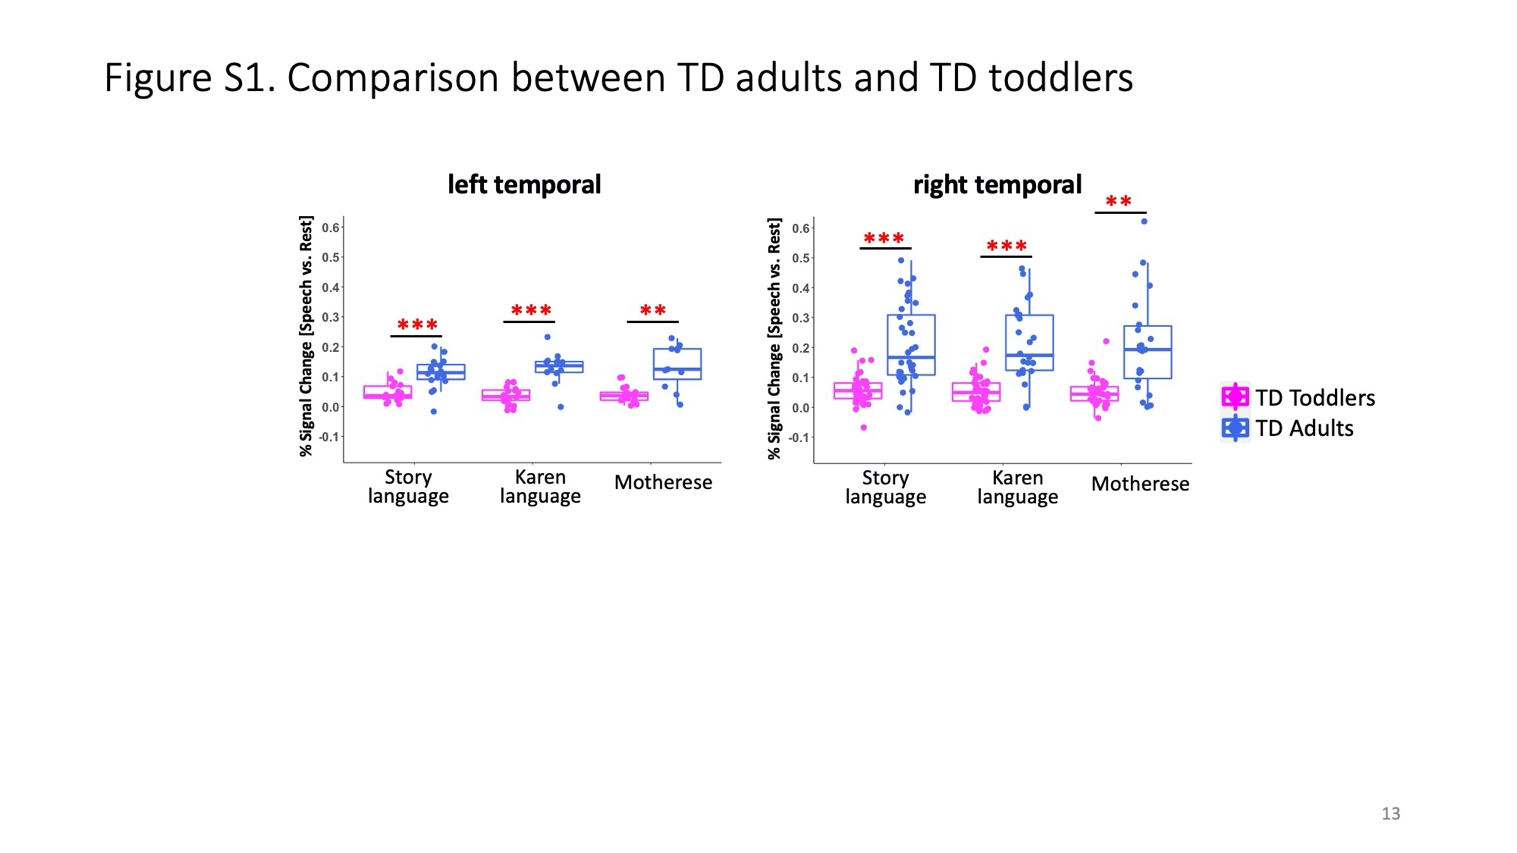 Figure S1. Comparison between TD adults and TD toddlers
left temporal
% Signal Change [Speech vs. Rest]
0.6
0.5
0.4
0.3
0.2
0.1
0.0
-0.1
***
***
**
Story
language
Karen
language
Motherese
right temporal
% Signal Change [Speech vs. Rest]
0.6
0.5
0.4
0.3
0.2
0.1
0.0
-0.1
***
***
**
Story
language
Karen
language
Motherese
TD Toddlers
TD Adults
13